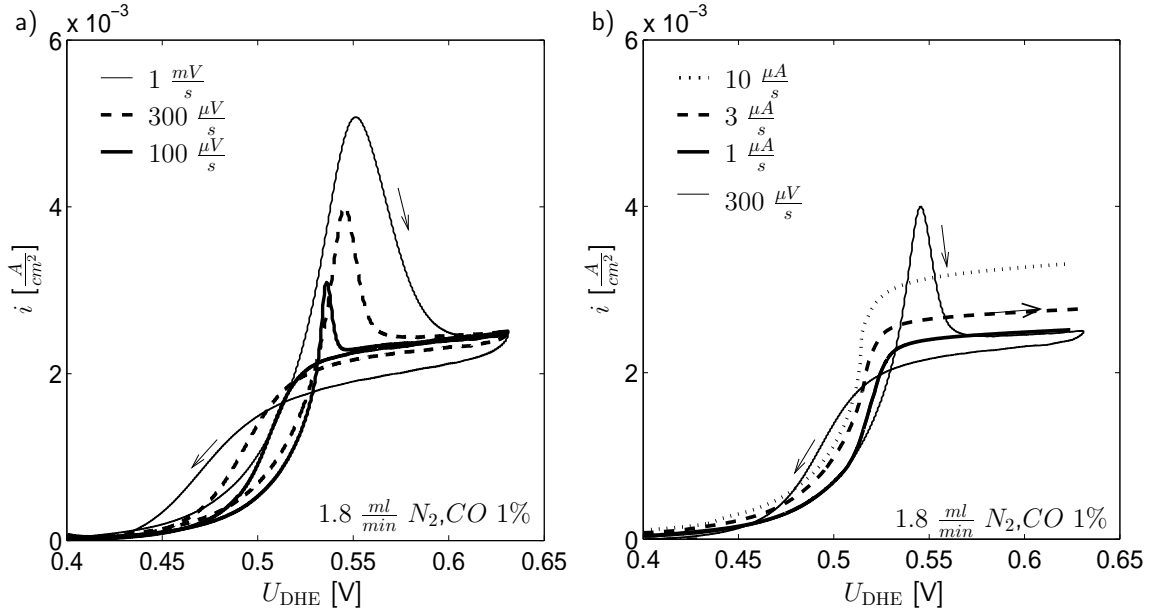 a)
× 10⁻³
6
4
2
0
i [A/cm²]
1 mV/s
300 μV/s
100 μV/s
1.8 ml/min N₂,CO 1%
0.4 0.45 0.5 0.55 0.6 0.65
U_DHE [V]
b)
× 10⁻³
6
4
2
0
i [A/cm²]
10 μA/s
3 μA/s
1 μA/s
300 μV/s
1.8 ml/min N₂,CO 1%
0.4 0.45 0.5 0.55 0.6 0.65
U_DHE [V]